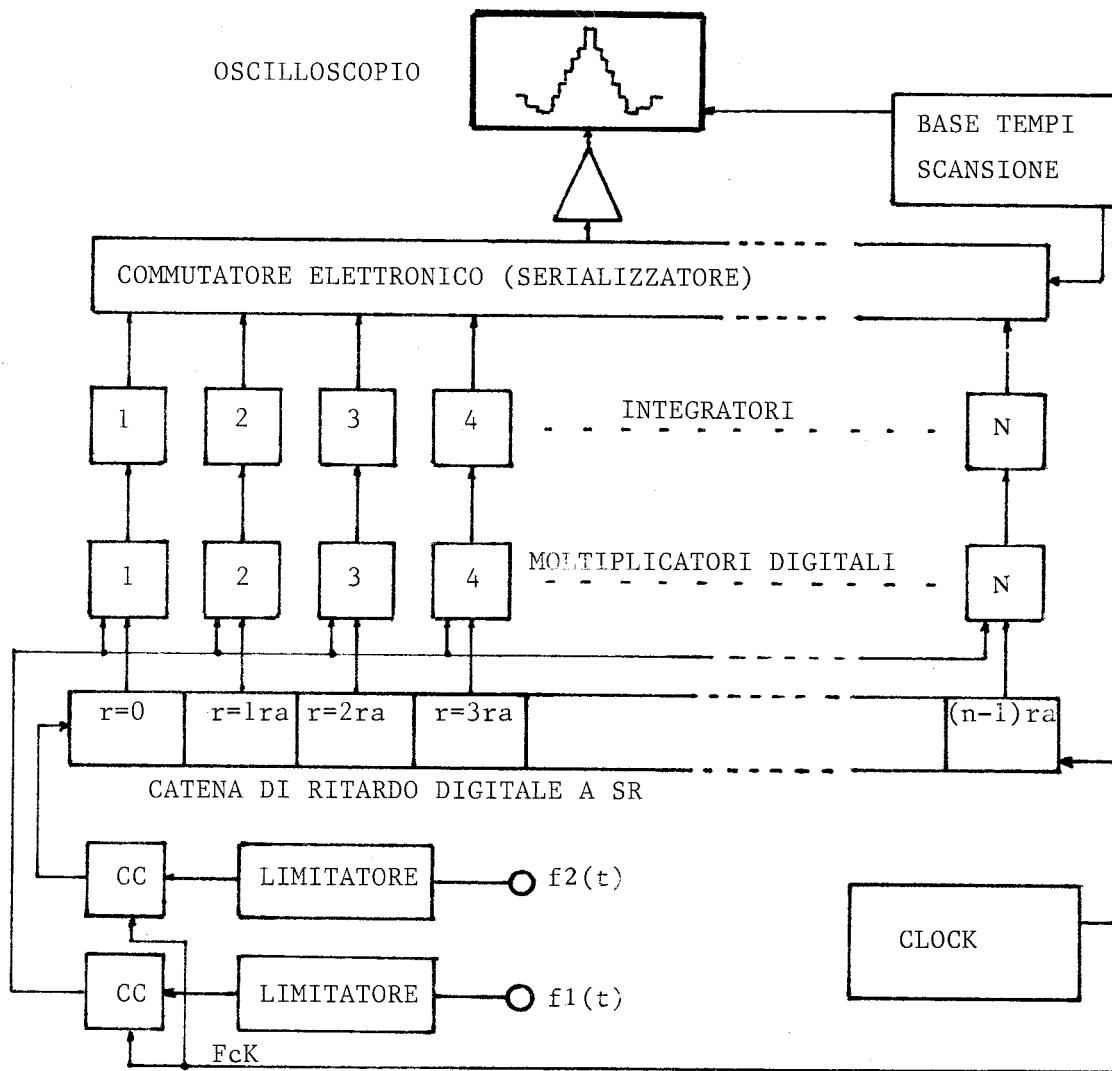 OSCILLOSCOPIO
BASE TEMPI
SCANSIONE
COMMUTATORE ELETTRONICO (SERIALIZZATORE)
1 2 3 4 INTEGRATORI N
1 2 3 4 MOLTIPLICATORI DIGITALI N
r=0 r=1ra r=2ra r=3ra (n-1)ra
CATENA DI RITARDO DIGITALE A SR
CC LIMITATORE f2(t)
CLOCK
CC LIMITATORE f1(t)
FcK